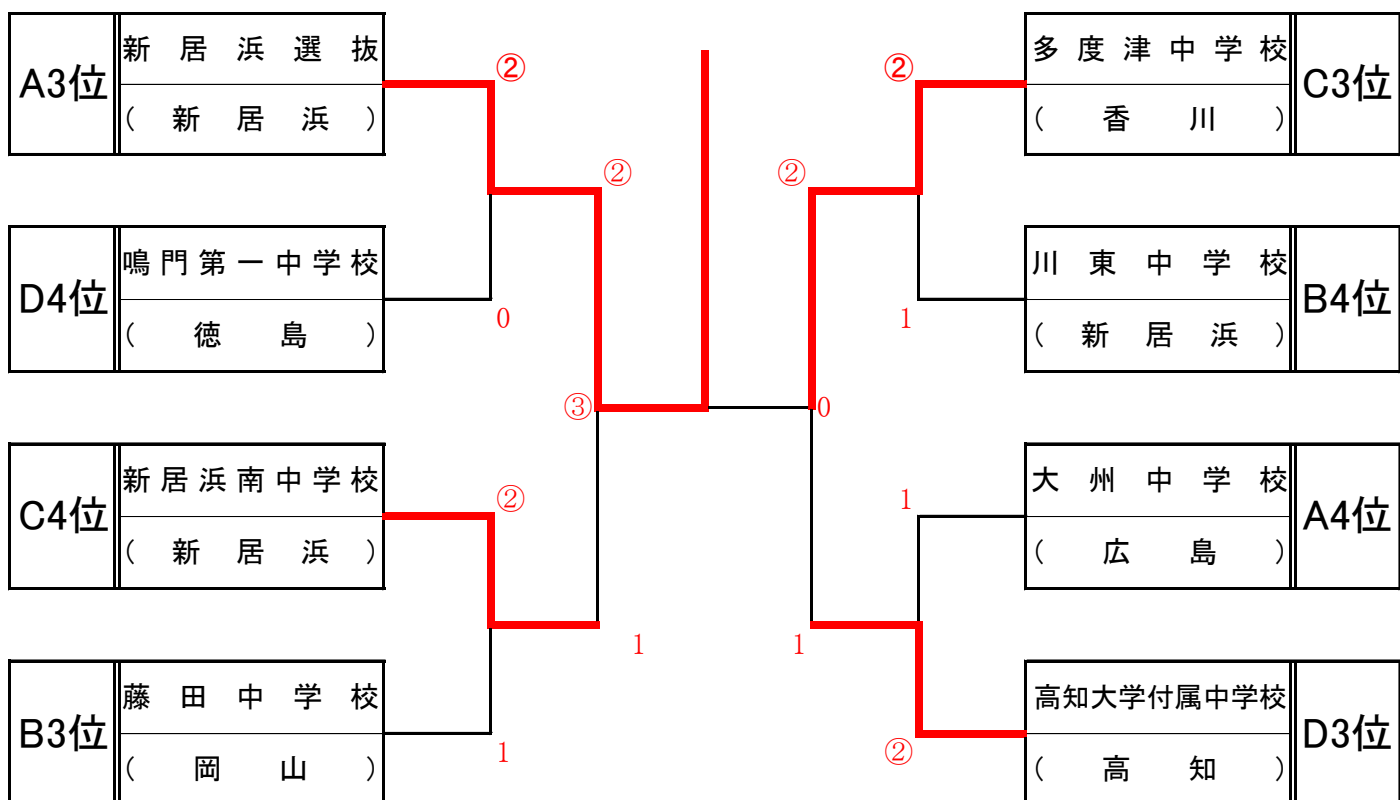 A3位
新居浜選抜
(新居浜)
②
②
D4位
鳴門第一中学校
(徳島)
0
③
C4位
新居浜南中学校
(新居浜)
②
1
B3位
藤田中学校
(岡山)
1
②
多度津中学校
(香川)
C3位
②
川東中学校
(新居浜)
B4位
1
0
大州中学校
(広島)
A4位
1
1
高知大学付属中学校
(高知)
D3位
②